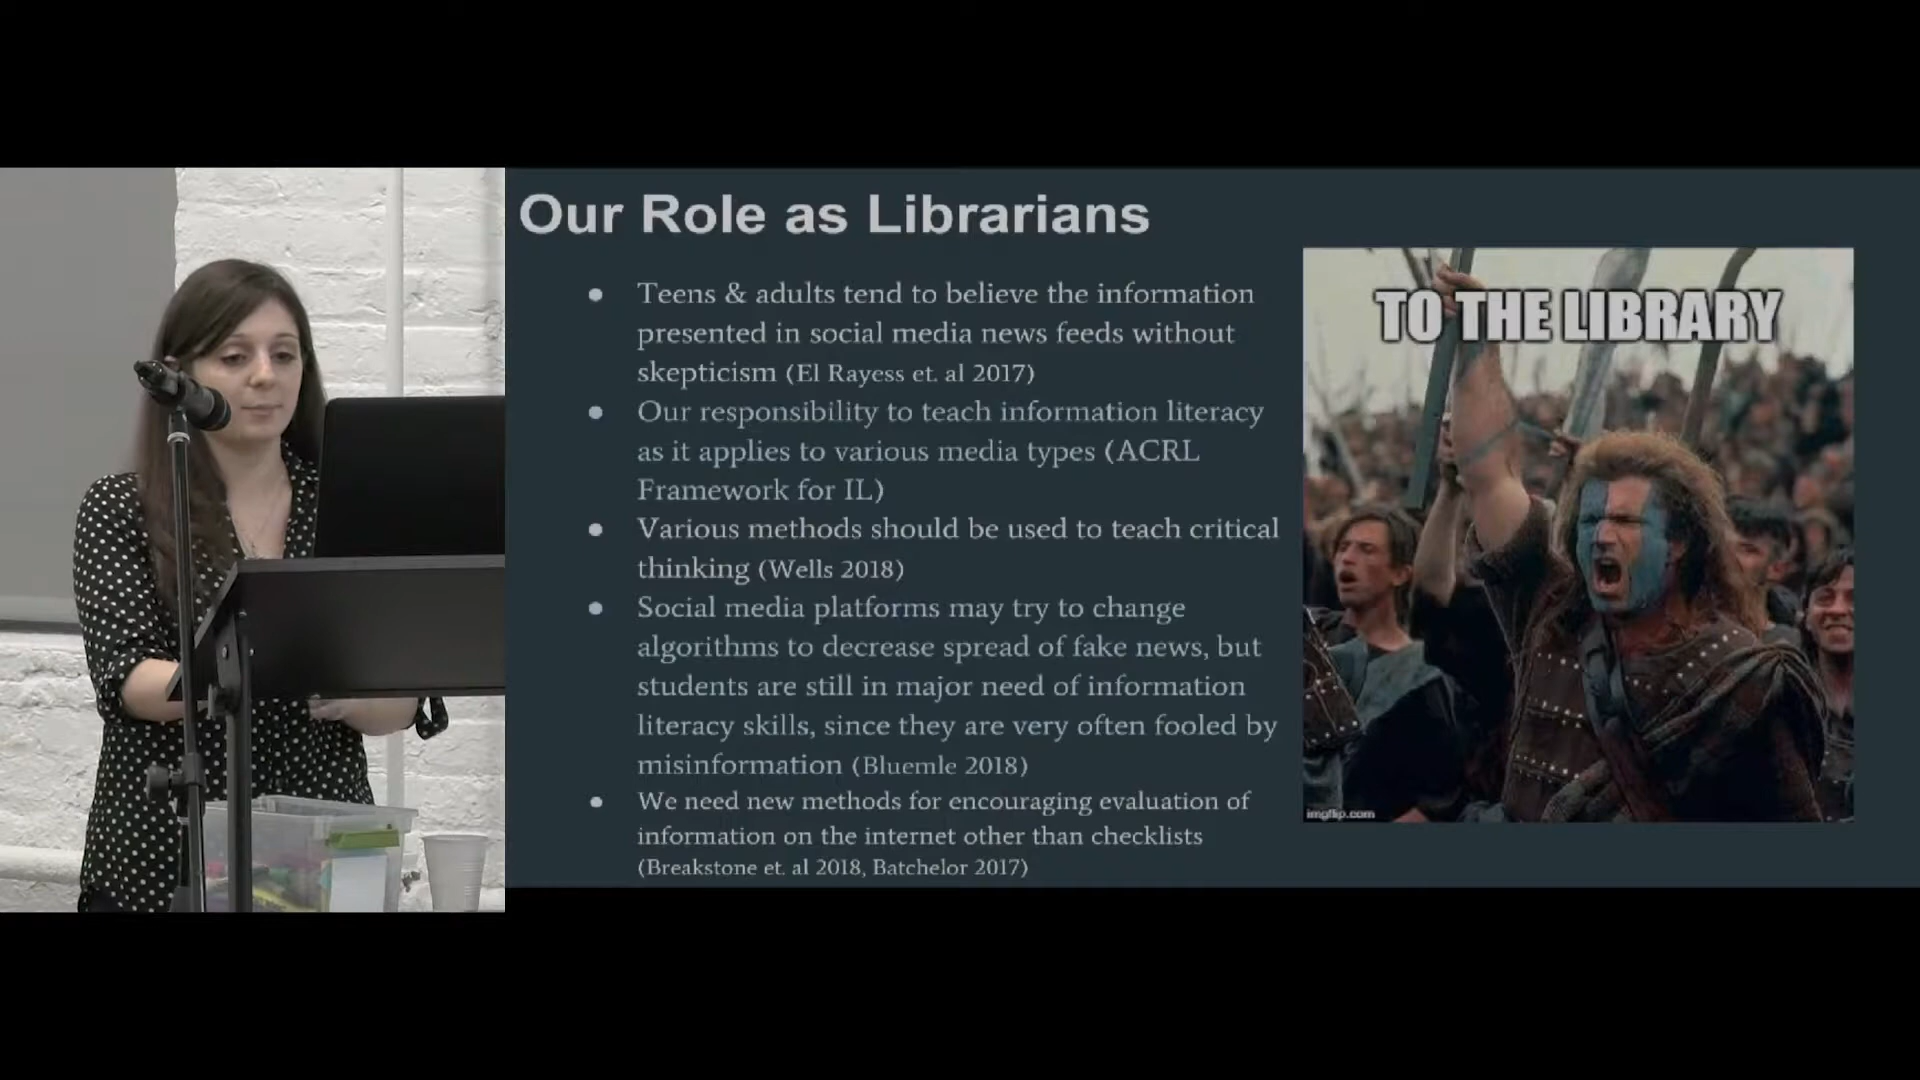 Our Role as Librarians
● Teens & adults tend to believe the information
presented in social media news feeds without
skepticism (El Rayess et. al 2017)
● Our responsibility to teach information literacy
as it applies to various media types (ACRL
Framework for IL)
● Various methods should be used to teach critical
thinking (Wells 2018)
● Social media platforms may try to change
algorithms to decrease spread of fake news, but
students are still in major need of information
literacy skills, since they are very often fooled by
misinformation (Bluemle 2018)
● We need new methods for encouraging evaluation of
information on the internet other than checklists
(Breakstone et. al 2018, Batchelor 2017)
TO THE LIBRARY
imgflip.com